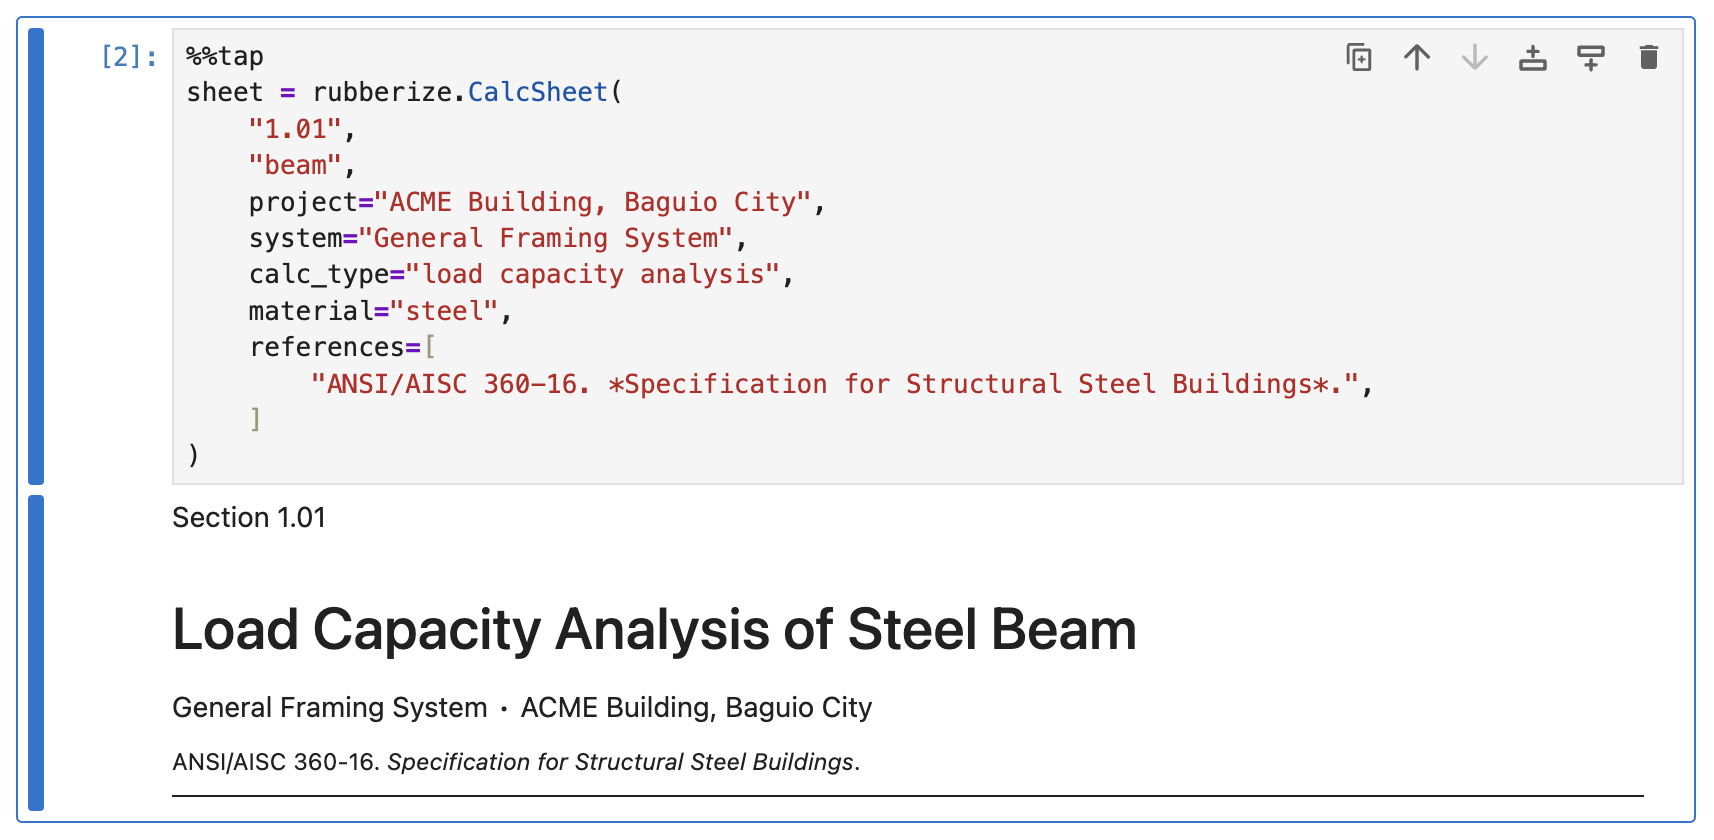 [2]:
%%tap
sheet = rubberize.CalcSheet(
    "1.01",
    "beam",
    project="ACME Building, Baguio City",
    system="General Framing System",
    calc_type="load capacity analysis",
    material="steel",
    references=[
        "ANSI/AISC 360-16. *Specification for Structural Steel Buildings*.",
    ]
)
Section 1.01
Load Capacity Analysis of Steel Beam
General Framing System · ACME Building, Baguio City
ANSI/AISC 360-16. Specification for Structural Steel Buildings.